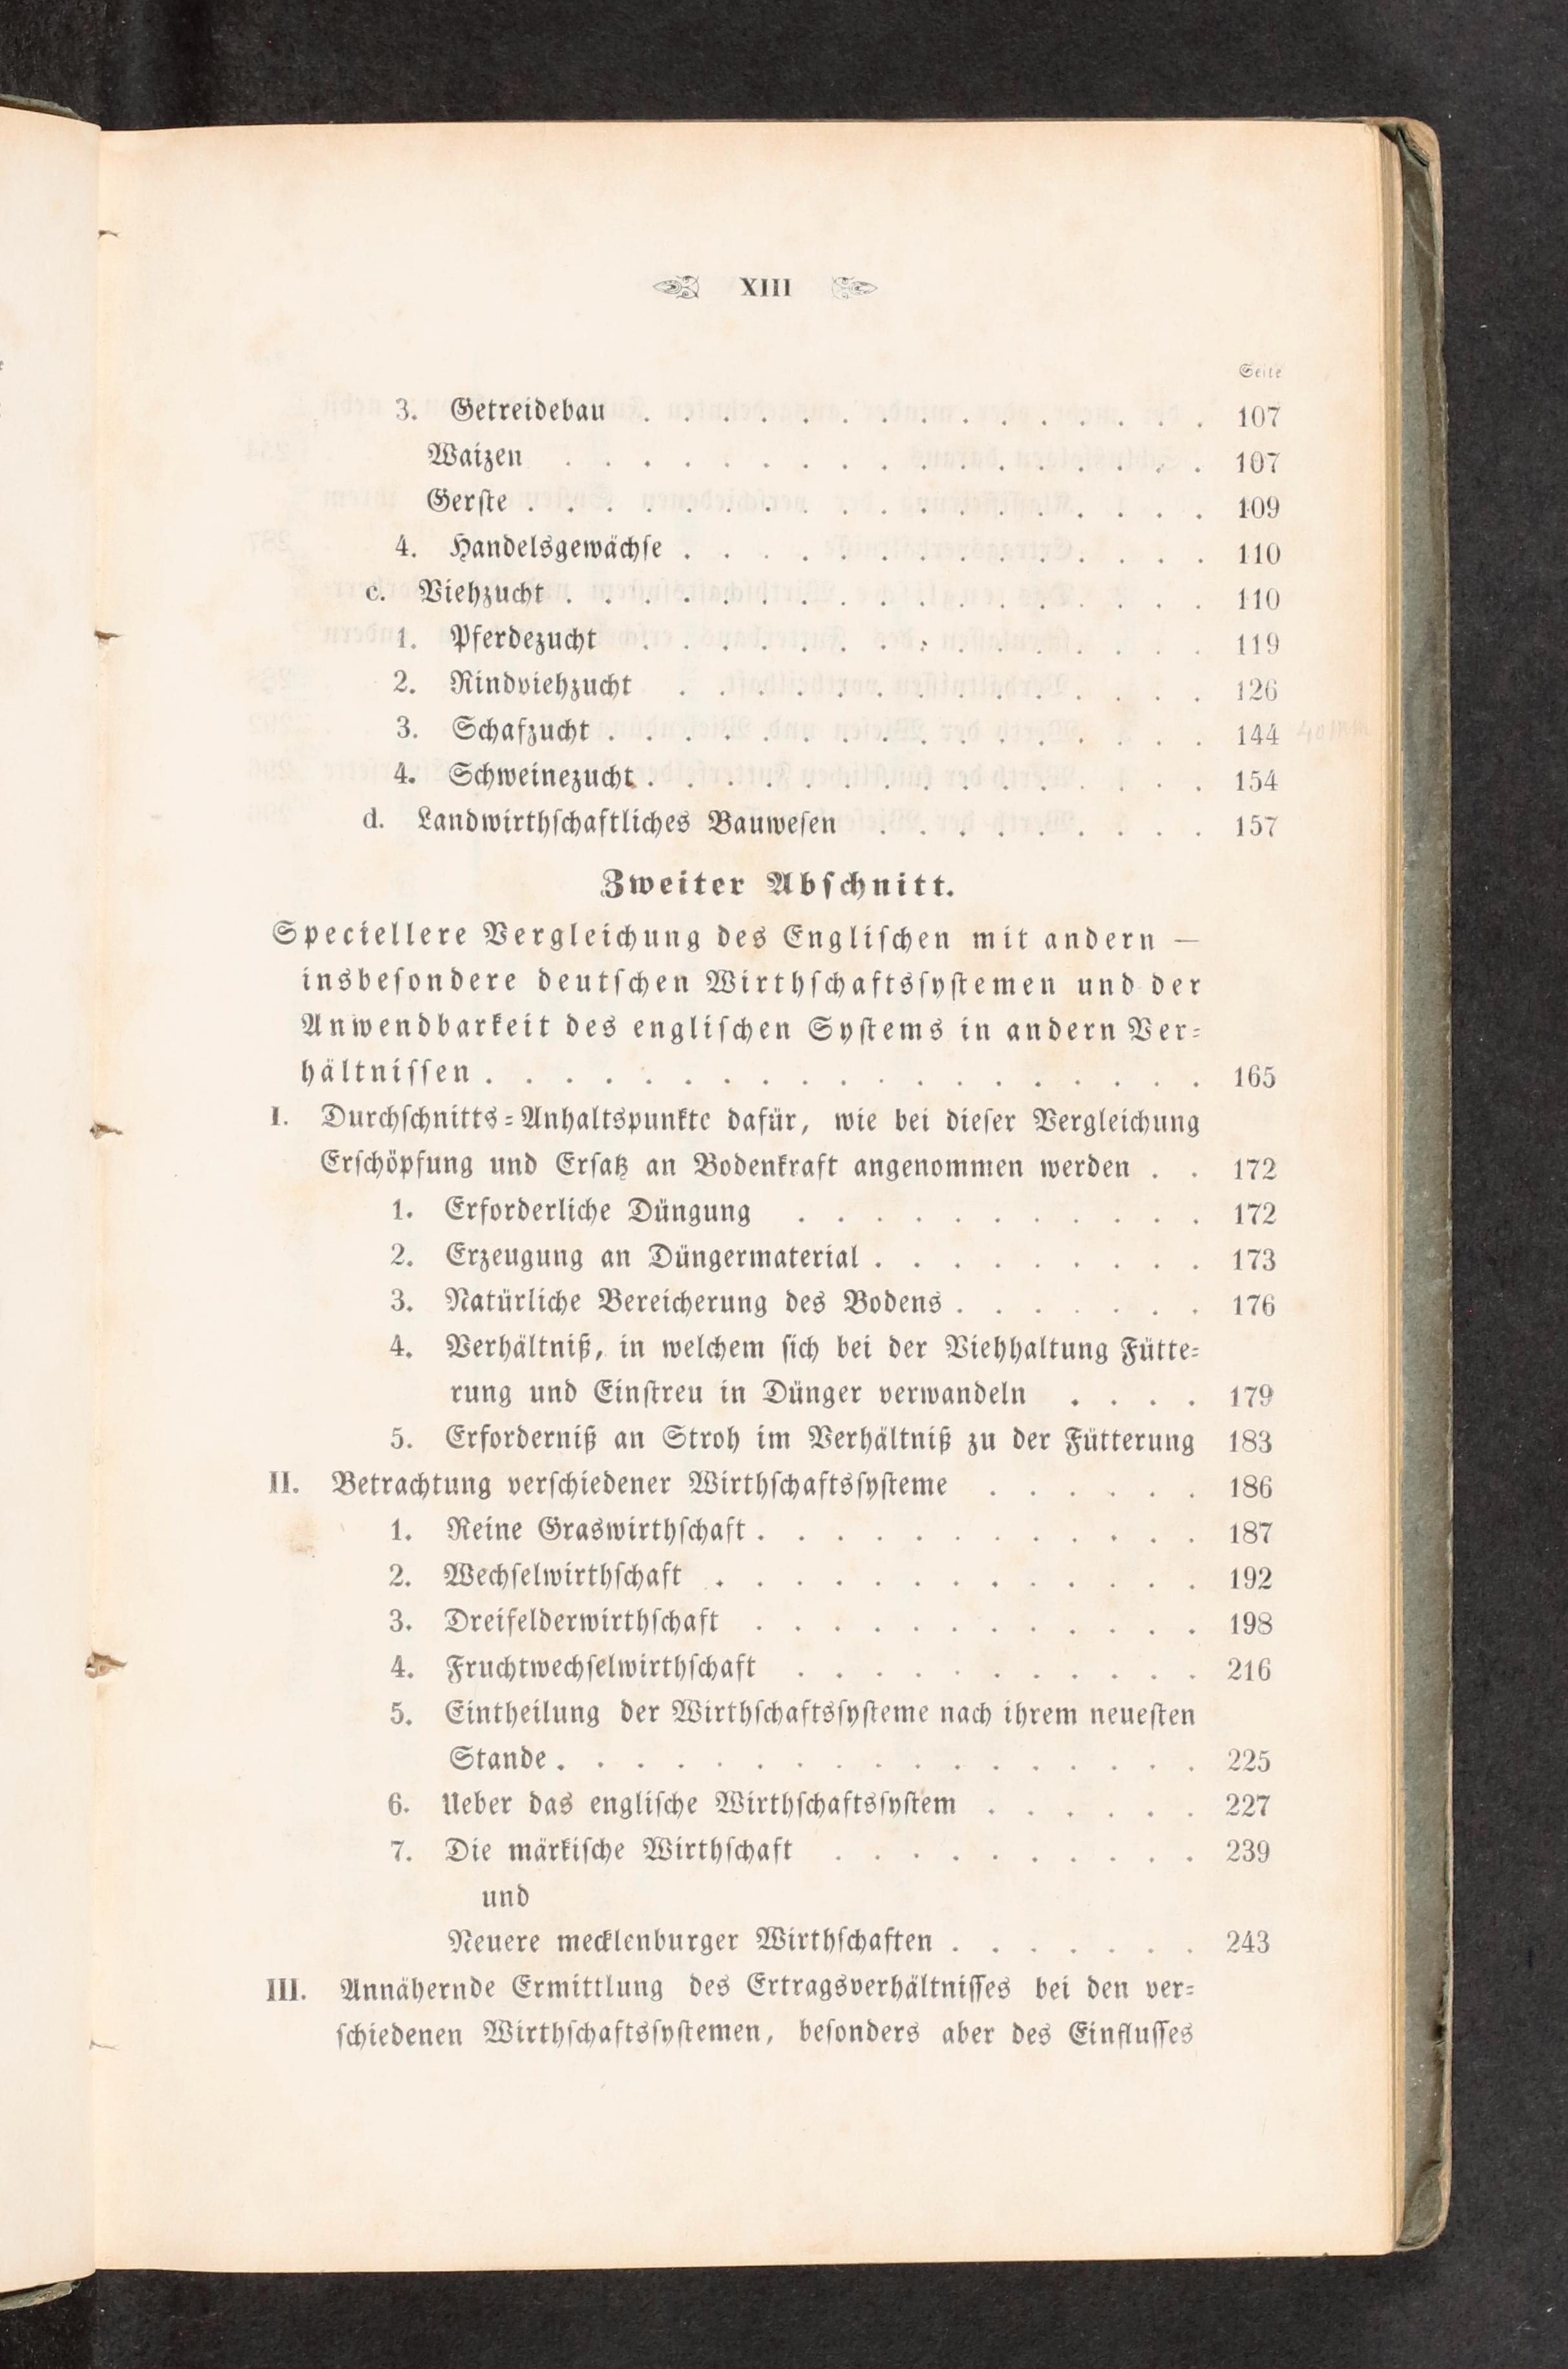 XIII
Seite
3. Getreidebau . . . . . . . . . . . . . . . 107
Waizen . . . . . . . . . . . . . . . . . 107
Gerſte . . . . . . . . . . . . . . . . . . 109
4. Handelsgewächſe . . . . . . . . . . . . . . 110
c. Viehzucht . . . . . . . . . . . . . . . . . 110
1. Pferdezucht . . . . . . . . . . . . . . . 119
2. Rindviehzucht . . . . . . . . . . . . . . 126
3. Schafzucht . . . . . . . . . . . . . . . . 144
4. Schweinezucht . . . . . . . . . . . . . . . 154
d. Landwirthſchaftliches Bauweſen . . . . . . . . . 157
Zweiter Abſchnitt.
Speciellere Vergleichung des Engliſchen mit andern —
insbeſondere deutſchen Wirthſchaftsſyſtemen und der
Anwendbarkeit des engliſchen Syſtems in andern Ver-
hältniſſen . . . . . . . . . . . . . . . . . . . 165
I. Durchſchnitts-Anhaltspunkte dafür, wie bei dieſer Vergleichung
Erſchöpfung und Erſatz an Bodenkraft angenommen werden . . 172
1. Erforderliche Düngung . . . . . . . . . . . 172
2. Erzeugung an Düngermaterial . . . . . . . . . 173
3. Natürliche Bereicherung des Bodens . . . . . . . 176
4. Verhältniß, in welchem ſich bei der Viehhaltung Fütte-
rung und Einſtreu in Dünger verwandeln . . . . 179
5. Erforderniß an Stroh im Verhältniß zu der Fütterung 183
II. Betrachtung verſchiedener Wirthſchaftsſyſteme . . . . . . 186
1. Reine Graswirthſchaft . . . . . . . . . . . . 187
2. Wechſelwirthſchaft . . . . . . . . . . . . . 192
3. Dreifelderwirthſchaft . . . . . . . . . . . . 198
4. Fruchtwechſelwirthſchaft . . . . . . . . . . . 216
5. Eintheilung der Wirthſchaftsſyſteme nach ihrem neueſten
Stande . . . . . . . . . . . . . . . . . 225
6. Ueber das engliſche Wirthſchaftsſyſtem . . . . . . 227
7. Die märkiſche Wirthſchaft . . . . . . . . . . 239
und
Neuere mecklenburger Wirthſchaften . . . . . . . 243
III. Annähernde Ermittlung des Ertragsverhältniſſes bei den ver-
ſchiedenen Wirthſchaftsſyſtemen, beſonders aber des Einfluſſes